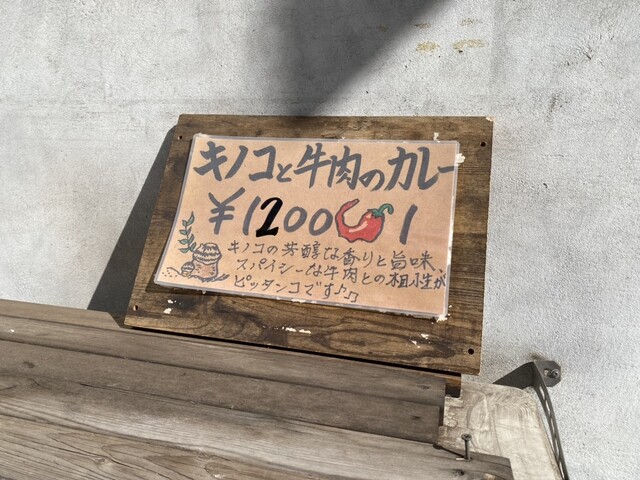 キノコと牛肉のカレー
¥1200 1
キノコの芳醇な香りと旨味
スパイシーな牛肉との相性が
ピッタンコです♪♫